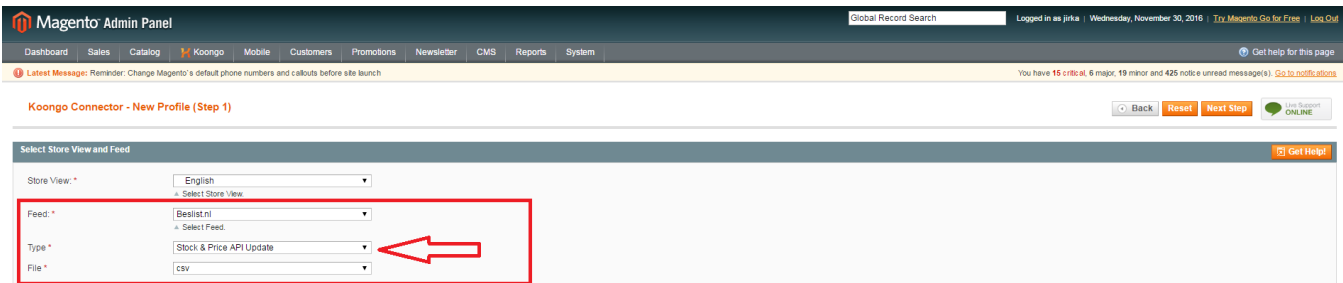 Magento Admin Panel
Global Record Search
Logged in as jirka | Wednesday, November 30, 2016 | Try Magento Go for Free | Log Out
Dashboard Sales Catalog Koongo Mobile Customers Promotions Newsletter CMS Reports System
Get help for this page
Latest Message: Reminder: Change Magento`s default phone numbers and callouts before site launch
You have 15 critical, 6 major, 19 minor and 425 notice unread message(s). Go to notifications
Koongo Connector - New Profile (Step 1)
Back Reset Next Step
Live Support
ONLINE
Select Store View and Feed
Get Help!
Store View: * English
Select Store View.
Feed: * Beslist.nl
Select Feed.
Type * Stock & Price API Update
File * csv